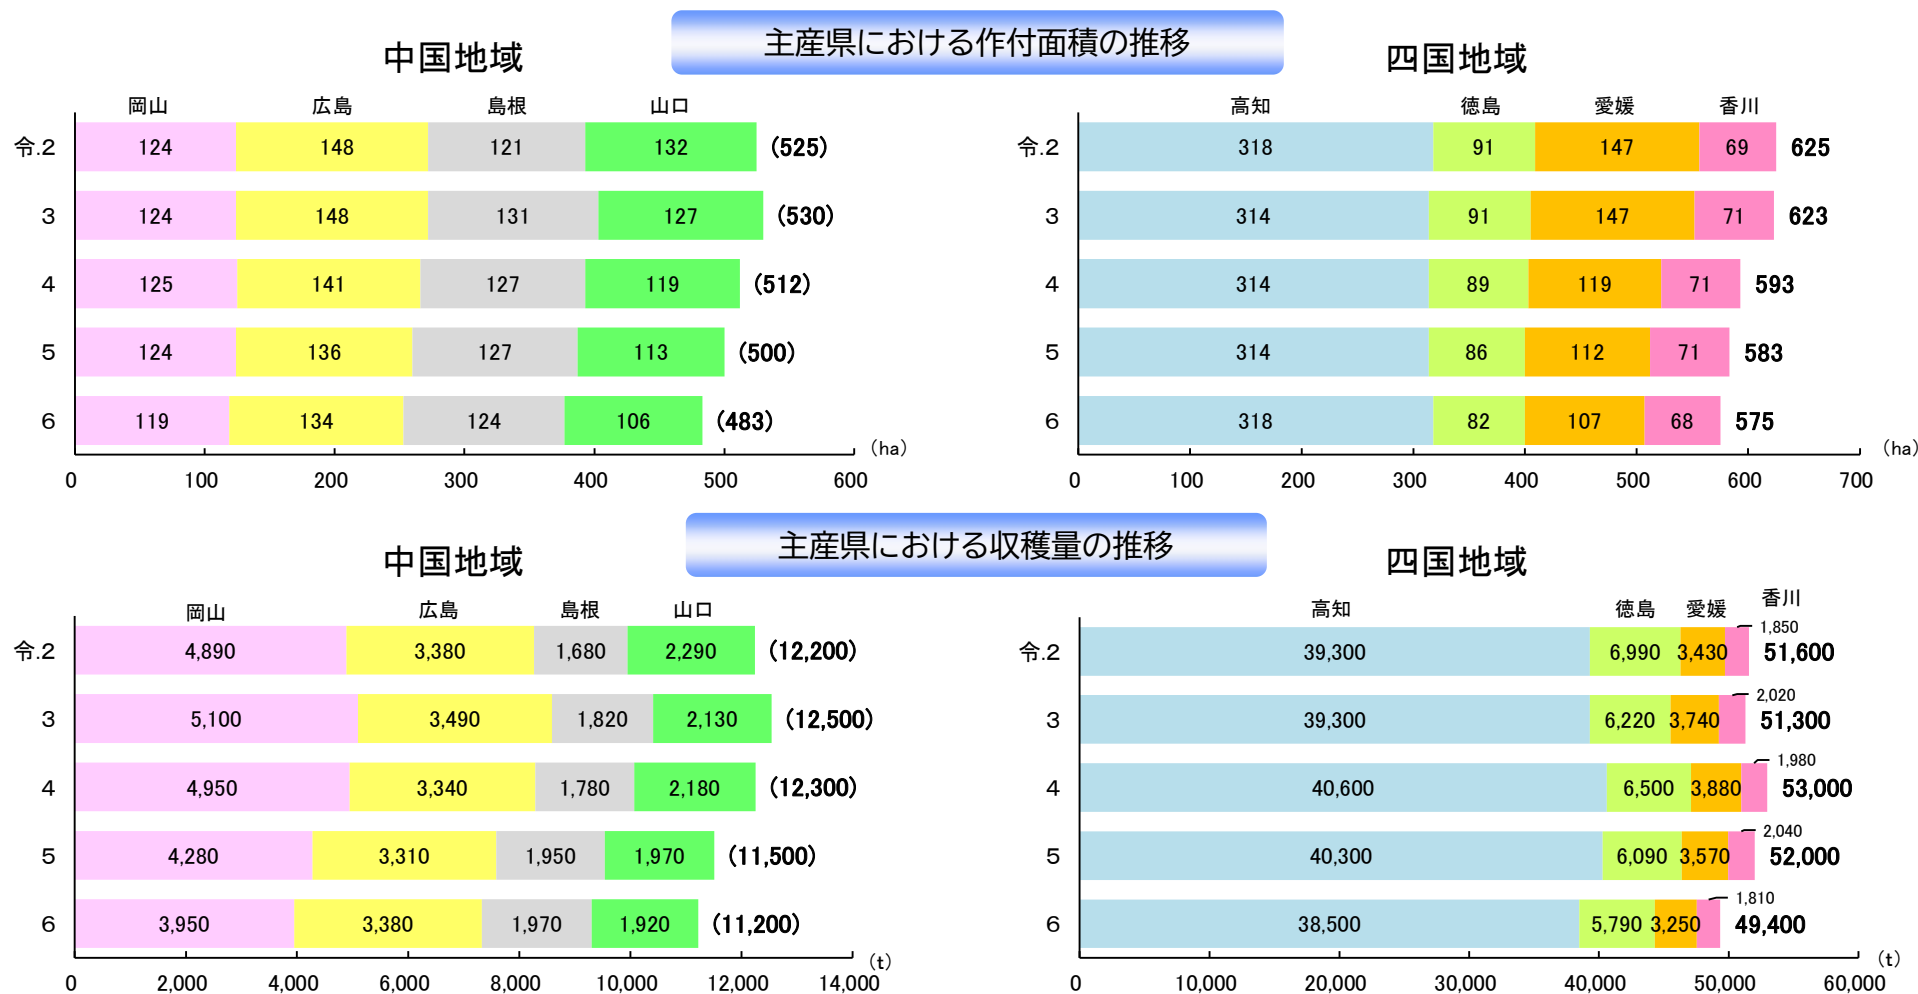 主産県における作付面積の推移
中国地域
岡山 広島 島根 山口
令.2 124 148 121 132 (525)
3 124 148 131 127 (530)
4 125 141 127 119 (512)
5 124 136 127 113 (500)
6 119 134 124 106 (483)
(ha)
0 100 200 300 400 500 600
四国地域
高知 徳島 愛媛 香川
令.2 318 91 147 69 625
3 314 91 147 71 623
4 314 89 119 71 593
5 314 86 112 71 583
6 318 82 107 68 575
(ha)
0 100 200 300 400 500 600 700
主産県における収穫量の推移
中国地域
岡山 広島 島根 山口
令.2 4,890 3,380 1,680 2,290 (12,200)
3 5,100 3,490 1,820 2,130 (12,500)
4 4,950 3,340 1,780 2,180 (12,300)
5 4,280 3,310 1,950 1,970 (11,500)
6 3,950 3,380 1,970 1,920 (11,200)
(t)
0 2,000 4,000 6,000 8,000 10,000 12,000 14,000
四国地域
高知 徳島 愛媛 香川
令.2 39,300 6,990 3,430 1,850 51,600
3 39,300 6,220 3,740 2,020 51,300
4 40,600 6,500 3,880 1,980 53,000
5 40,300 6,090 3,570 2,040 52,000
6 38,500 5,790 3,250 1,810 49,400
(t)
0 10,000 20,000 30,000 40,000 50,000 60,000